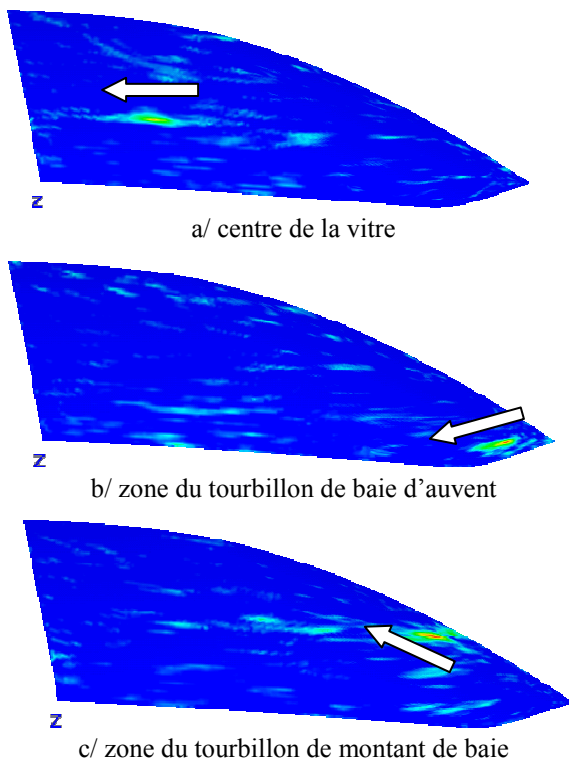 Z
a/ centre de la vitre
Z
b/ zone du tourbillon de baie d’auvent
Z
c/ zone du tourbillon de montant de baie